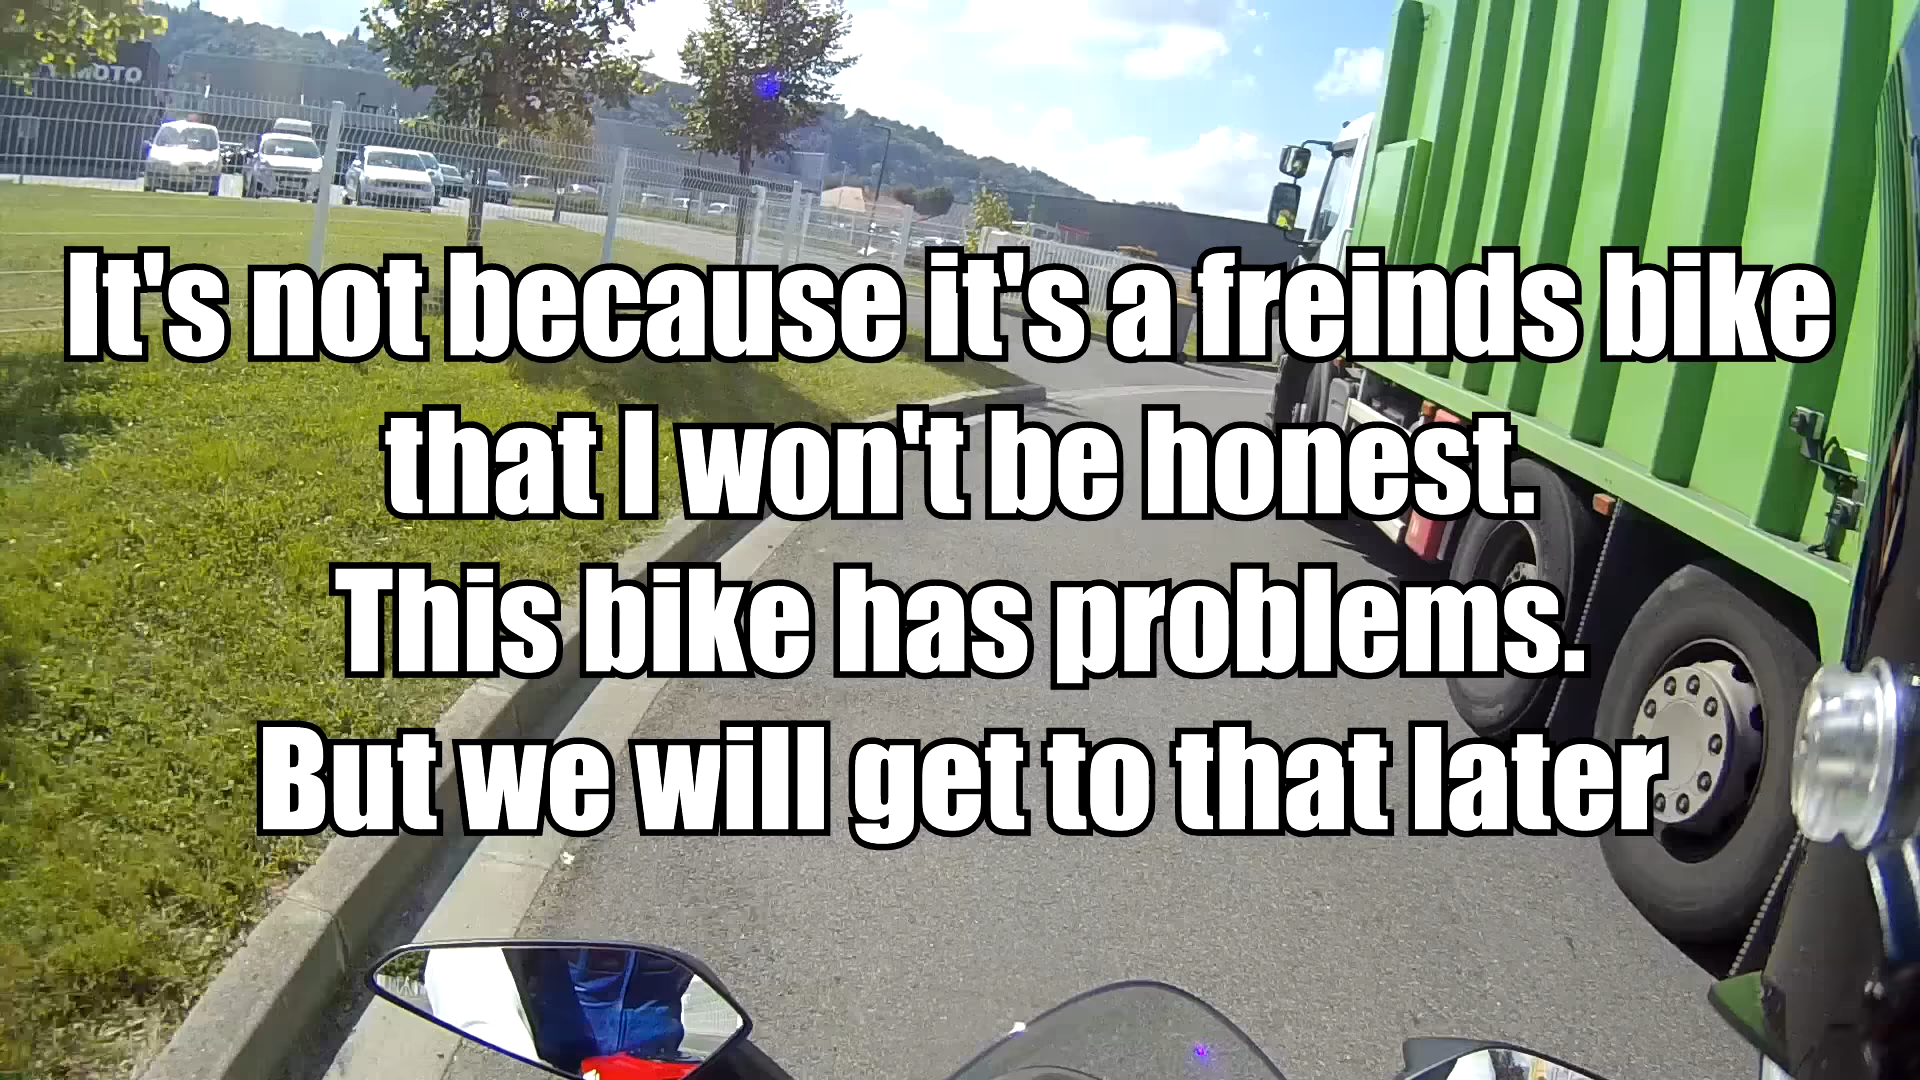 MOTO
It's not because it's a freinds bike
that I won't be honest.
This bike has problems.
But we will get to that later